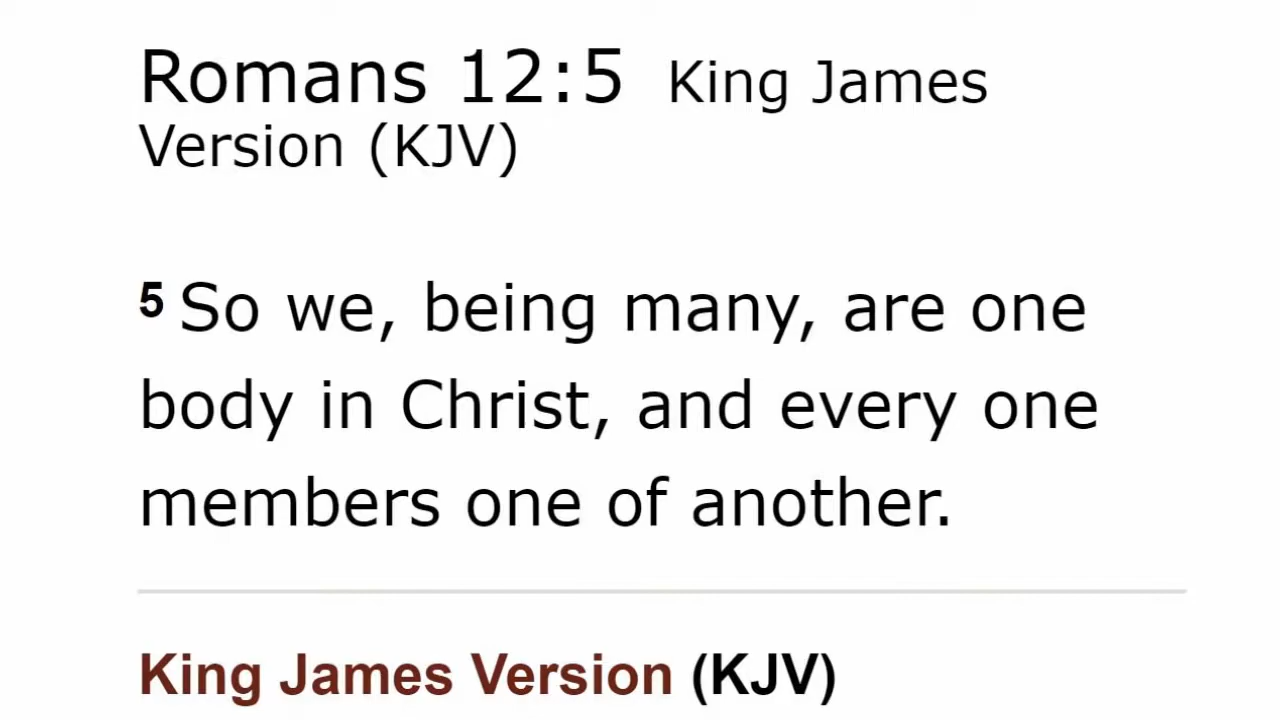 Romans 12:5 King James
Version (KJV)
5 So we, being many, are one
body in Christ, and every one
members one of another.
King James Version (KJV)